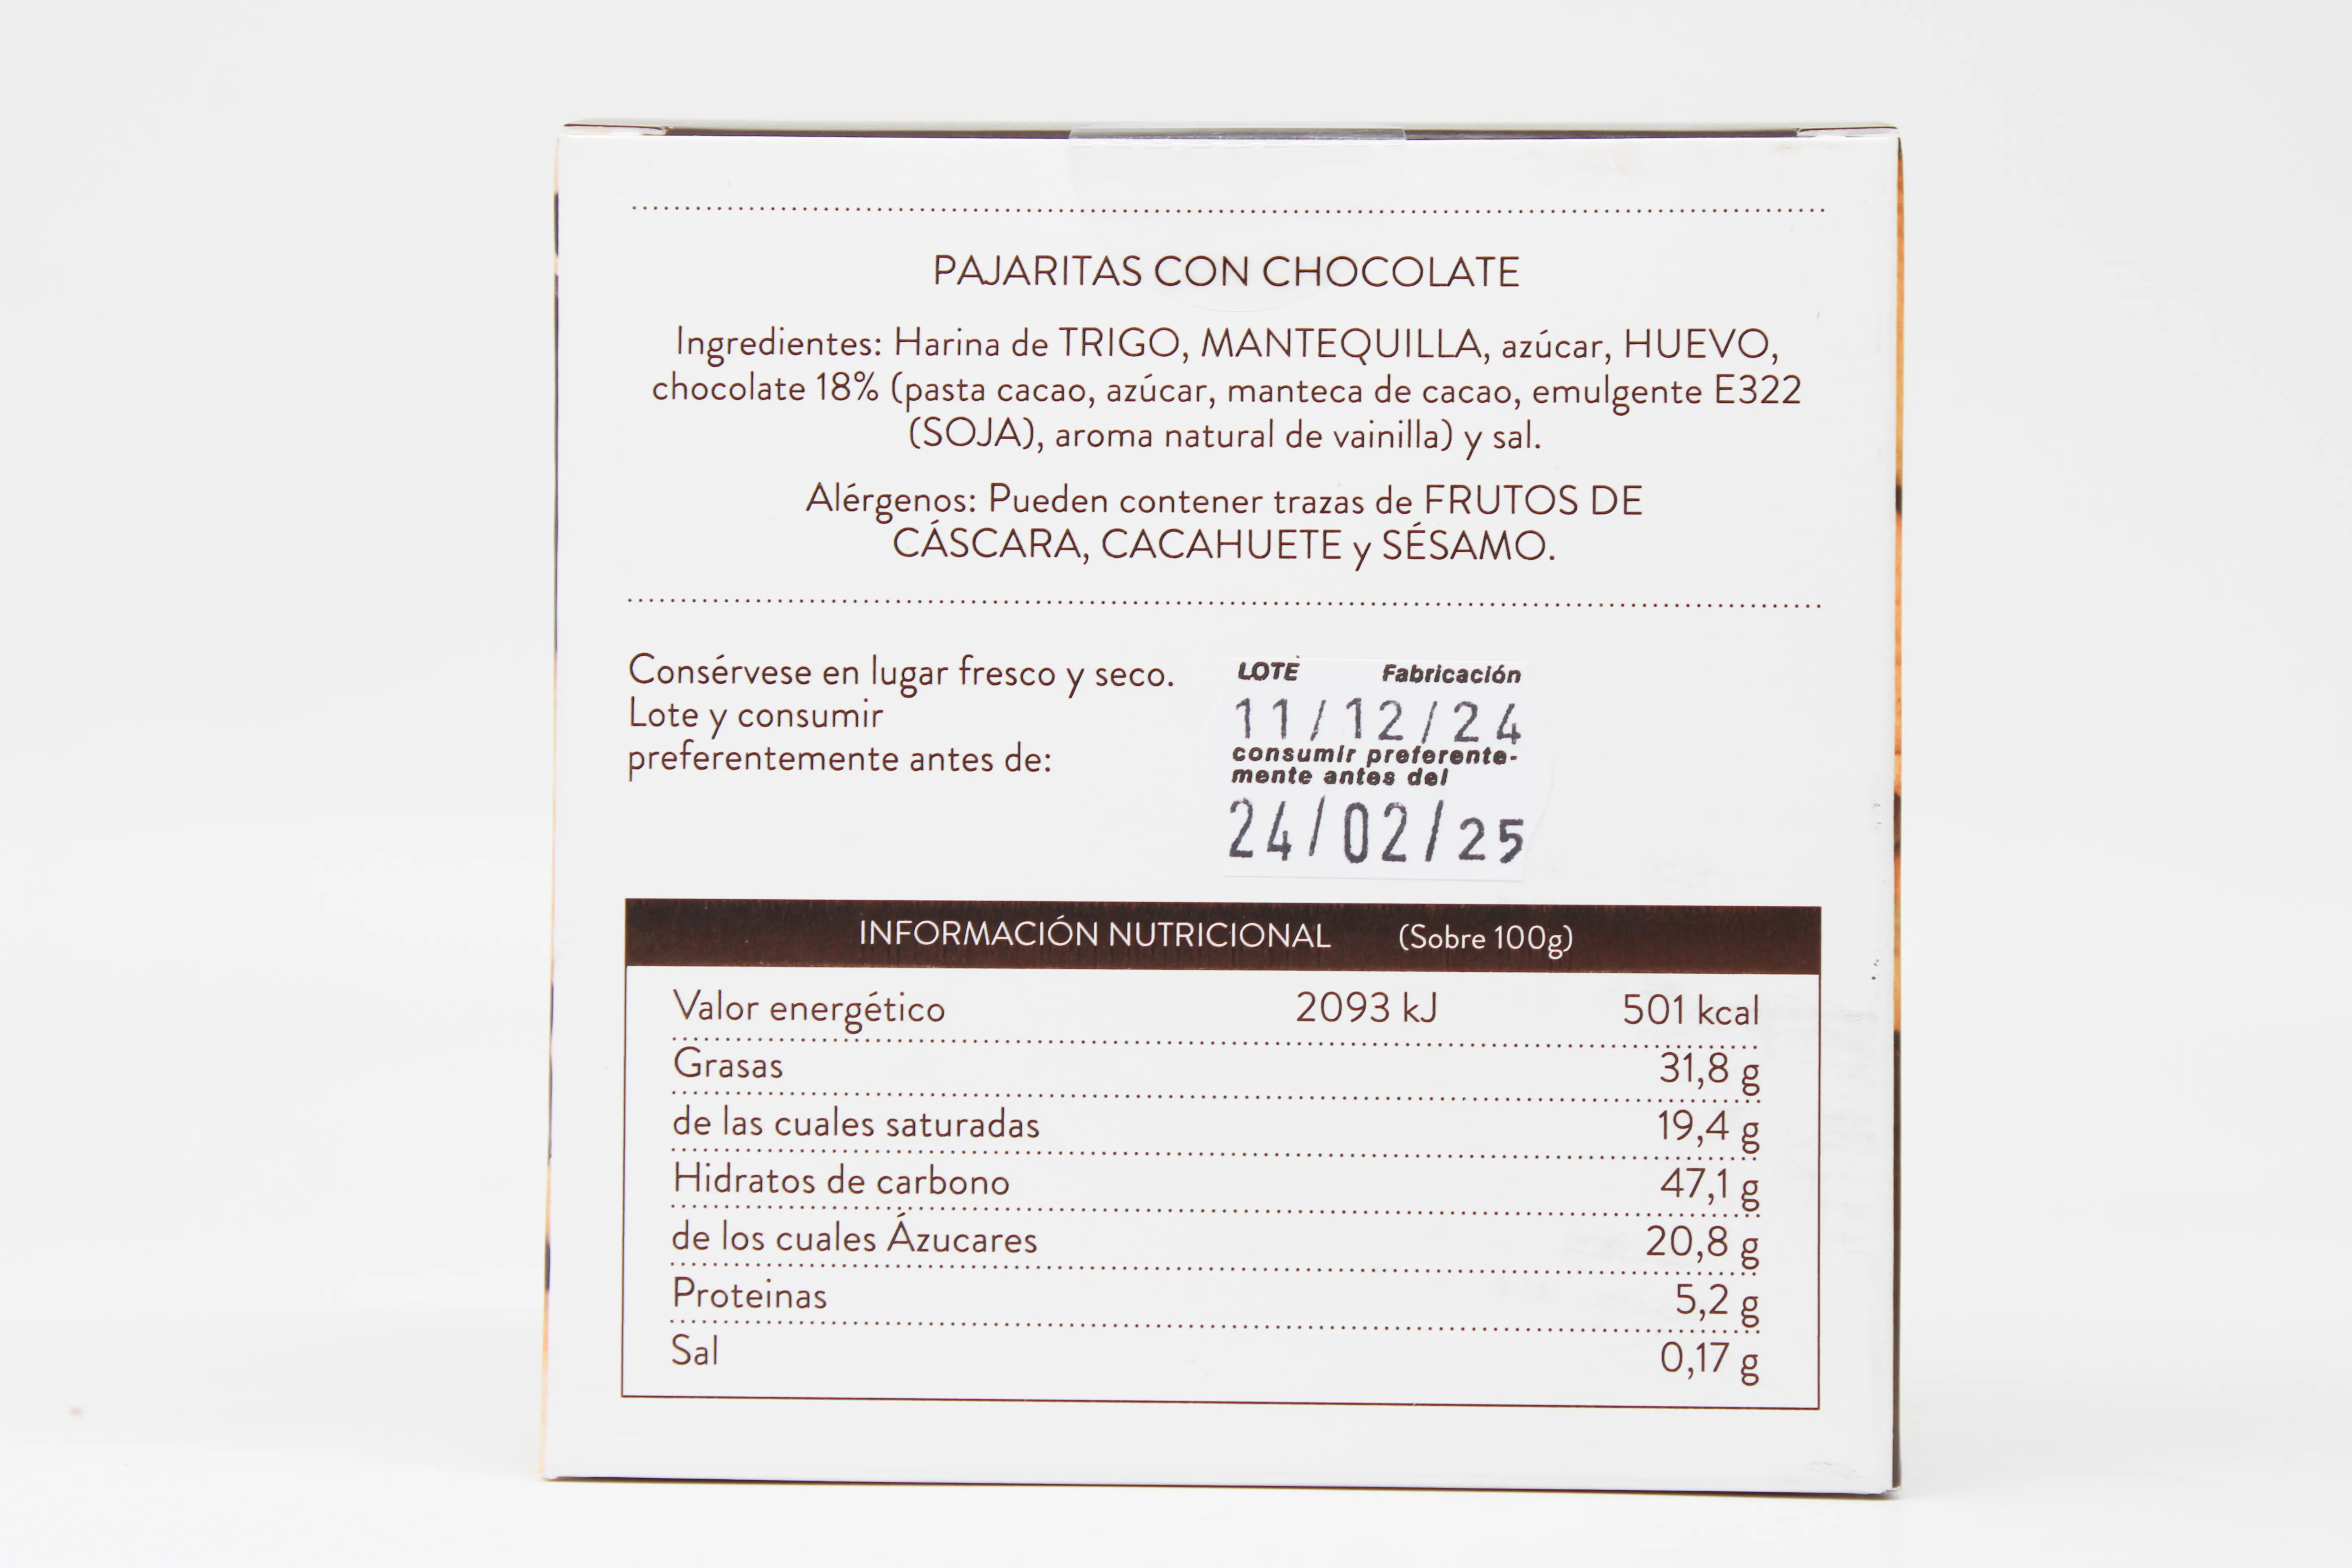 PAJARITAS CON CHOCOLATE
Ingredientes: Harina de TRIGO, MANTEQUILLA, azúcar, HUEVO,
chocolate 18% (pasta cacao, azúcar, manteca de cacao, emulgente E322
(SOJA), aroma natural de vainilla) y sal.
Alérgenos: Pueden contener trazas de FRUTOS DE
CÁSCARA, CACAHUETE y SÉSAMO.
Consérvese en lugar fresco y seco.
Lote y consumir
preferentemente antes de:
LOTE Fabricación
11/12/24
consumir preferente-
mente antes del
24/02/25
INFORMACIÓN NUTRICIONAL (Sobre 100g)
Valor energético 2093 kJ 501 kcal
Grasas 31,8 g
de las cuales saturadas 19,4 g
Hidratos de carbono 47,1 g
de los cuales Ázucares 20,8 g
Proteinas 5,2 g
Sal 0,17 g